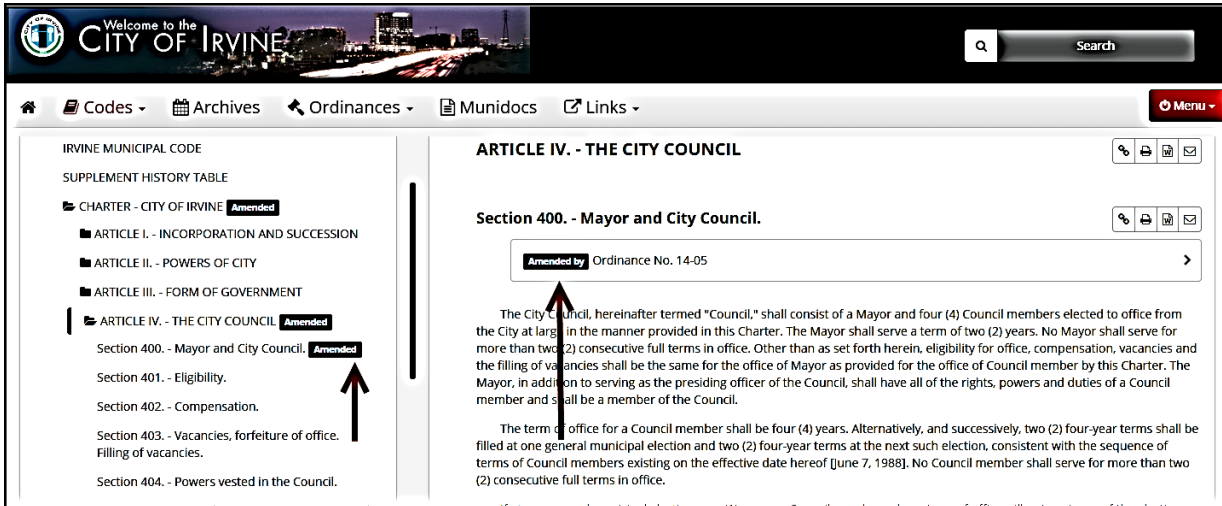 Welcome to the
CITY OF IRVINE
Search
Codes
Archives
Ordinances
Munidocs
Links
Menu
IRVINE MUNICIPAL CODE
SUPPLEMENT HISTORY TABLE
CHARTER - CITY OF IRVINE Amended
ARTICLE I. - INCORPORATION AND SUCCESSION
ARTICLE II. - POWERS OF CITY
ARTICLE III. - FORM OF GOVERNMENT
ARTICLE IV. - THE CITY COUNCIL Amended
Section 400. - Mayor and City Council. Amended
Section 401. - Eligibility.
Section 402. - Compensation.
Section 403. - Vacancies, forfeiture of office.
Filling of vacancies.
Section 404. - Powers vested in the Council.
ARTICLE IV. - THE CITY COUNCIL
Section 400. - Mayor and City Council.
Amended by Ordinance No. 14-05
The City Council, hereinafter termed "Council," shall consist of a Mayor and four (4) Council members elected to office from
the City at large in the manner provided in this Charter. The Mayor shall serve a term of two (2) years. No Mayor shall serve for
more than two (2) consecutive full terms in office. Other than as set forth herein, eligibility for office, compensation, vacancies and
the filling of vacancies shall be the same for the office of Mayor as provided for the office of Council member by this Charter. The
Mayor, in addition to serving as the presiding officer of the Council, shall have all of the rights, powers and duties of a Council
member and shall be a member of the Council.
The term of office for a Council member shall be four (4) years. Alternatively, and successively, two (2) four-year terms shall be
filled at one general municipal election and two (2) four-year terms at the next such election, consistent with the sequence of
terms of Council members existing on the effective date hereof [June 7, 1988]. No Council member shall serve for more than two
(2) consecutive full terms in office.